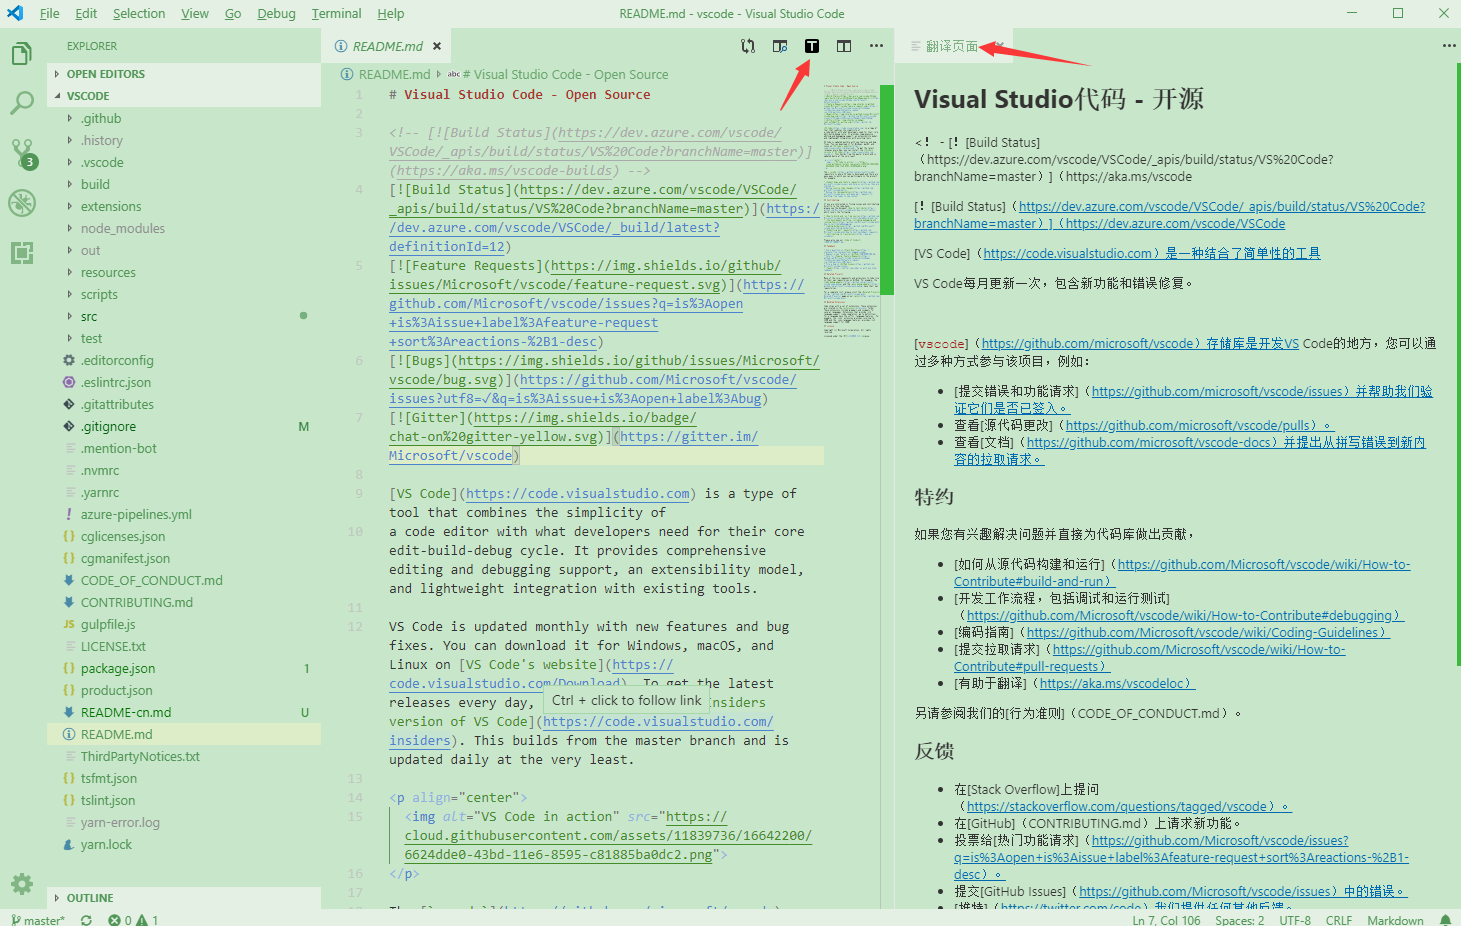 File Edit Selection View Go Debug Terminal Help
README.md - vscode - Visual Studio Code
EXPLORER
OPEN EDITORS
VSCODE
.github
.history
.vscode
build
extensions
node_modules
out
resources
scripts
src
test
.editorconfig
.eslintrc.json
.gitattributes
.gitignore M
.mention-bot
.nvmrc
.yarnrc
azure-pipelines.yml
cglicenses.json
cgmanifest.json
CODE_OF_CONDUCT.md
CONTRIBUTING.md
gulpfile.js
LICENSE.txt
package.json 1
product.json
README-cn.md U
README.md
ThirdPartyNotices.txt
tsfmt.json
tslint.json
yarn-error.log
yarn.lock
OUTLINE
3
README.md
README.md abc # Visual Studio Code - Open Source
1 # Visual Studio Code - Open Source
2
3 <!-- [![Build Status](https://dev.azure.com/vscode/
VSCode/_apis/build/status/VS%20Code?branchName=master)]
(https://aka.ms/vscode-builds) -->
4 [![Build Status](https://dev.azure.com/vscode/VSCode/
_apis/build/status/VS%20Code?branchName=master)](https:/
/dev.azure.com/vscode/VSCode/_build/latest?
definitionId=12)
5 [![Feature Requests](https://img.shields.io/github/
issues/Microsoft/vscode/feature-request.svg)](https://
github.com/Microsoft/vscode/issues?q=is%3Aopen
+is%3Aissue+label%3Afeature-request
+sort%3Areactions-%2B1-desc)
6 [![Bugs](https://img.shields.io/github/issues/Microsoft/
vscode/bug.svg)](https://github.com/Microsoft/vscode/
issues?utf8=✓&q=is%3Aissue+is%3Aopen+label%3Abug)
7 [![Gitter](https://img.shields.io/badge/
chat-on%20gitter-yellow.svg)](https://gitter.im/
Microsoft/vscode)
8
9 [VS Code](https://code.visualstudio.com) is a type of
tool that combines the simplicity of
10 a code editor with what developers need for their core
edit-build-debug cycle. It provides comprehensive
editing and debugging support, an extensibility model,
and lightweight integration with existing tools.
11
12 VS Code is updated monthly with new features and bug
fixes. You can download it for Windows, macOS, and
Linux on [VS Code's website](https://
code.visualstudio.com/Download). To get the latest
releases every day, nsiders
Ctrl + click to follow link
version of VS Code](https://code.visualstudio.com/
insiders). This builds from the master branch and is
updated daily at the very least.
13
14 <p align="center">
15 <img alt="VS Code in action" src="https://
cloud.githubusercontent.com/assets/11839736/16642200/
6624dde0-43bd-11e6-8595-c81885ba0dc2.png">
16 </p>
17
翻译页面
Visual Studio代码 - 开源
<！ - [！[Build Status]
（https://dev.azure.com/vscode/VSCode/_apis/build/status/VS%20Code?
branchName=master）]（https://aka.ms/vscode
[！[Build Status]（https://dev.azure.com/vscode/VSCode/_apis/build/status/VS%20Code?
branchName=master）]（https://dev.azure.com/vscode/VSCode
[VS Code]（https://code.visualstudio.com）是一种结合了简单性的工具
VS Code每月更新一次，包含新功能和错误修复。
[vscode]（https://github.com/microsoft/vscode）存储库是开发VS Code的地方，您可以通
过多种方式参与该项目，例如：
[提交错误和功能请求]（https://github.com/microsoft/vscode/issues）并帮助我们验
证它们是否已签入。
查看[源代码更改]（https://github.com/microsoft/vscode/pulls）。
查看[文档]（https://github.com/microsoft/vscode-docs）并提出从拼写错误到新内
容的拉取请求。
特约
如果您有兴趣解决问题并直接为代码库做出贡献，
[如何从源代码构建和运行]（https://github.com/Microsoft/vscode/wiki/How-to-
Contribute#build-and-run）
[开发工作流程，包括调试和运行测试]
（https://github.com/Microsoft/vscode/wiki/How-to-Contribute#debugging）
[编码指南]（https://github.com/Microsoft/vscode/wiki/Coding-Guidelines）
[提交拉取请求]（https://github.com/Microsoft/vscode/wiki/How-to-
Contribute#pull-requests）
[有助于翻译]（https://aka.ms/vscodeloc）
另请参阅我们的[行为准则]（CODE_OF_CONDUCT.md）。
反馈
在[Stack Overflow]上提问
（https://stackoverflow.com/questions/tagged/vscode）。
在[GitHub]（CONTRIBUTING.md）上请求新功能。
投票给[热门功能请求]（https://github.com/Microsoft/vscode/issues?
q=is%3Aopen+is%3Aissue+label%3Afeature-request+sort%3Areactions-%2B1-
desc）。
提交[GitHub Issues]（https://github.com/Microsoft/vscode/issues）中的错误。
[推特]（https://twitter.com/code）我们提供任何其他反馈。
master* 0 1
Ln 7, Col 106 Spaces: 2 UTF-8 CRLF Markdown